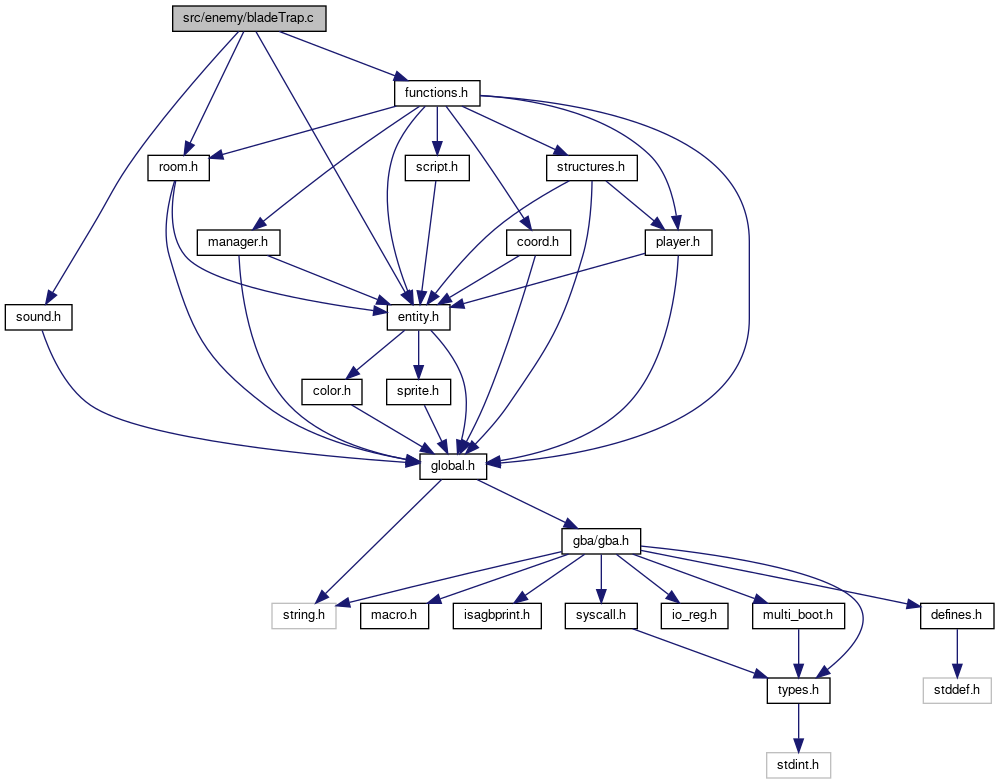 src/enemy/bladeTrap.c
functions.h
room.h
script.h
structures.h
manager.h
coord.h
player.h
sound.h
entity.h
color.h
sprite.h
global.h
gba/gba.h
string.h
macro.h
isagbprint.h
syscall.h
io_reg.h
multi_boot.h
defines.h
types.h
stddef.h
stdint.h